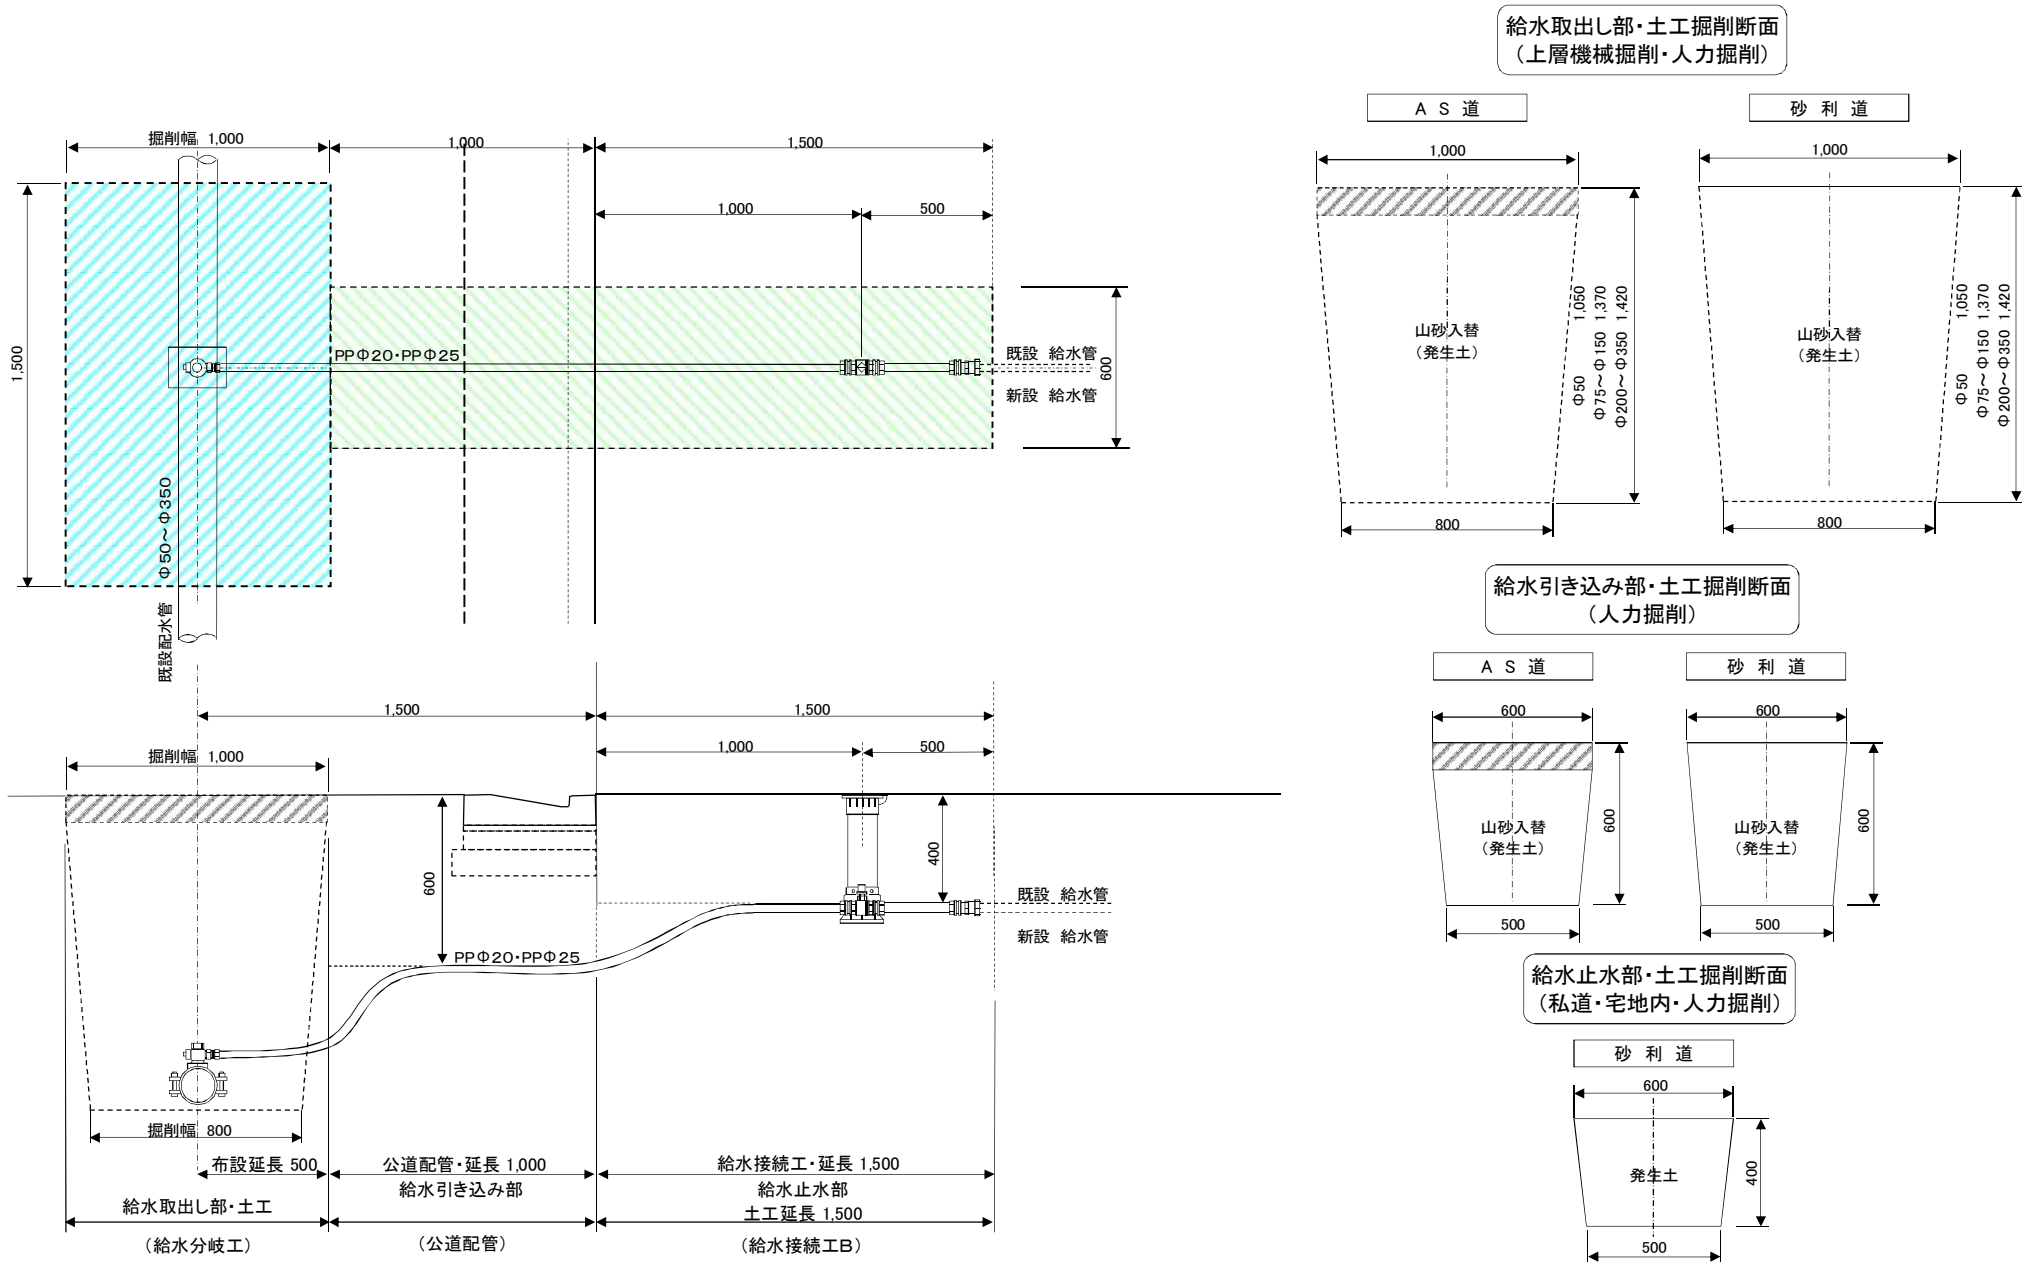 掘削幅 1,000
1,000
1,500
1,000
500
1,500
PPΦ20・PPΦ25
既設 給水管
新設 給水管
600
Φ50～Φ350
既設配水管
1,500
1,500
掘削幅 1,000
1,000
500
600
400
既設 給水管
新設 給水管
PPΦ20・PPΦ25
掘削幅 800
布設延長 500
公道配管・延長 1,000
給水接続工・延長 1,500
給水引き込み部
給水止水部
給水取出し部・土工
土工延長 1,500
（給水分岐工）
（公道配管）
（給水接続工B）
給水取出し部・土工掘削断面
（上層機械掘削・人力掘削）
ＡＳ道
1,000
山砂入替
（発生土）
Φ50 1,050
Φ75～Φ150 1,370
Φ200～Φ350 1,420
800
砂利道
1,000
山砂入替
（発生土）
Φ50 1,050
Φ75～Φ150 1,370
Φ200～Φ350 1,420
800
給水引き込み部・土工掘削断面
（人力掘削）
ＡＳ道
600
山砂入替
（発生土）
600
500
砂利道
600
山砂入替
（発生土）
600
500
給水止水部・土工掘削断面
（私道・宅地内・人力掘削）
砂利道
600
発生土
400
500